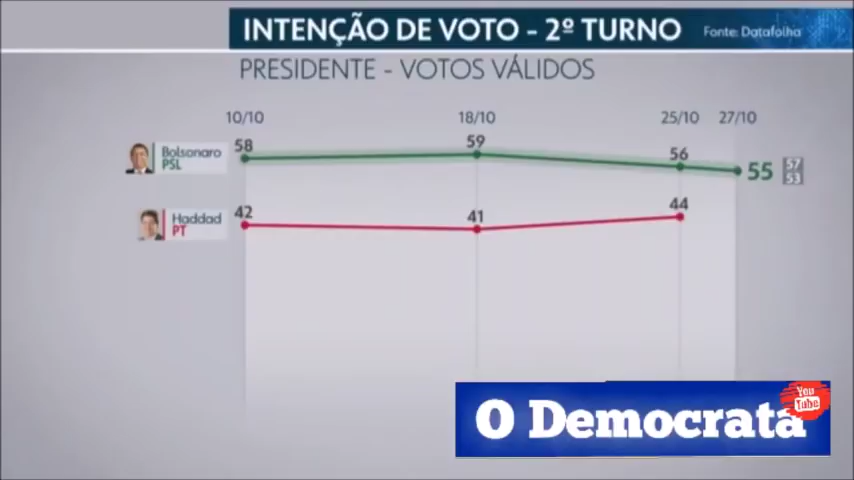 INTENÇÃO DE VOTO - 2º TURNO
Fonte: Datafolha
PRESIDENTE - VOTOS VÁLIDOS
10/10 18/10 25/10 27/10
Bolsonaro
PSL
58 59 56 55
57
53
Haddad
PT
42 41 44
You
Tube
O Democrata